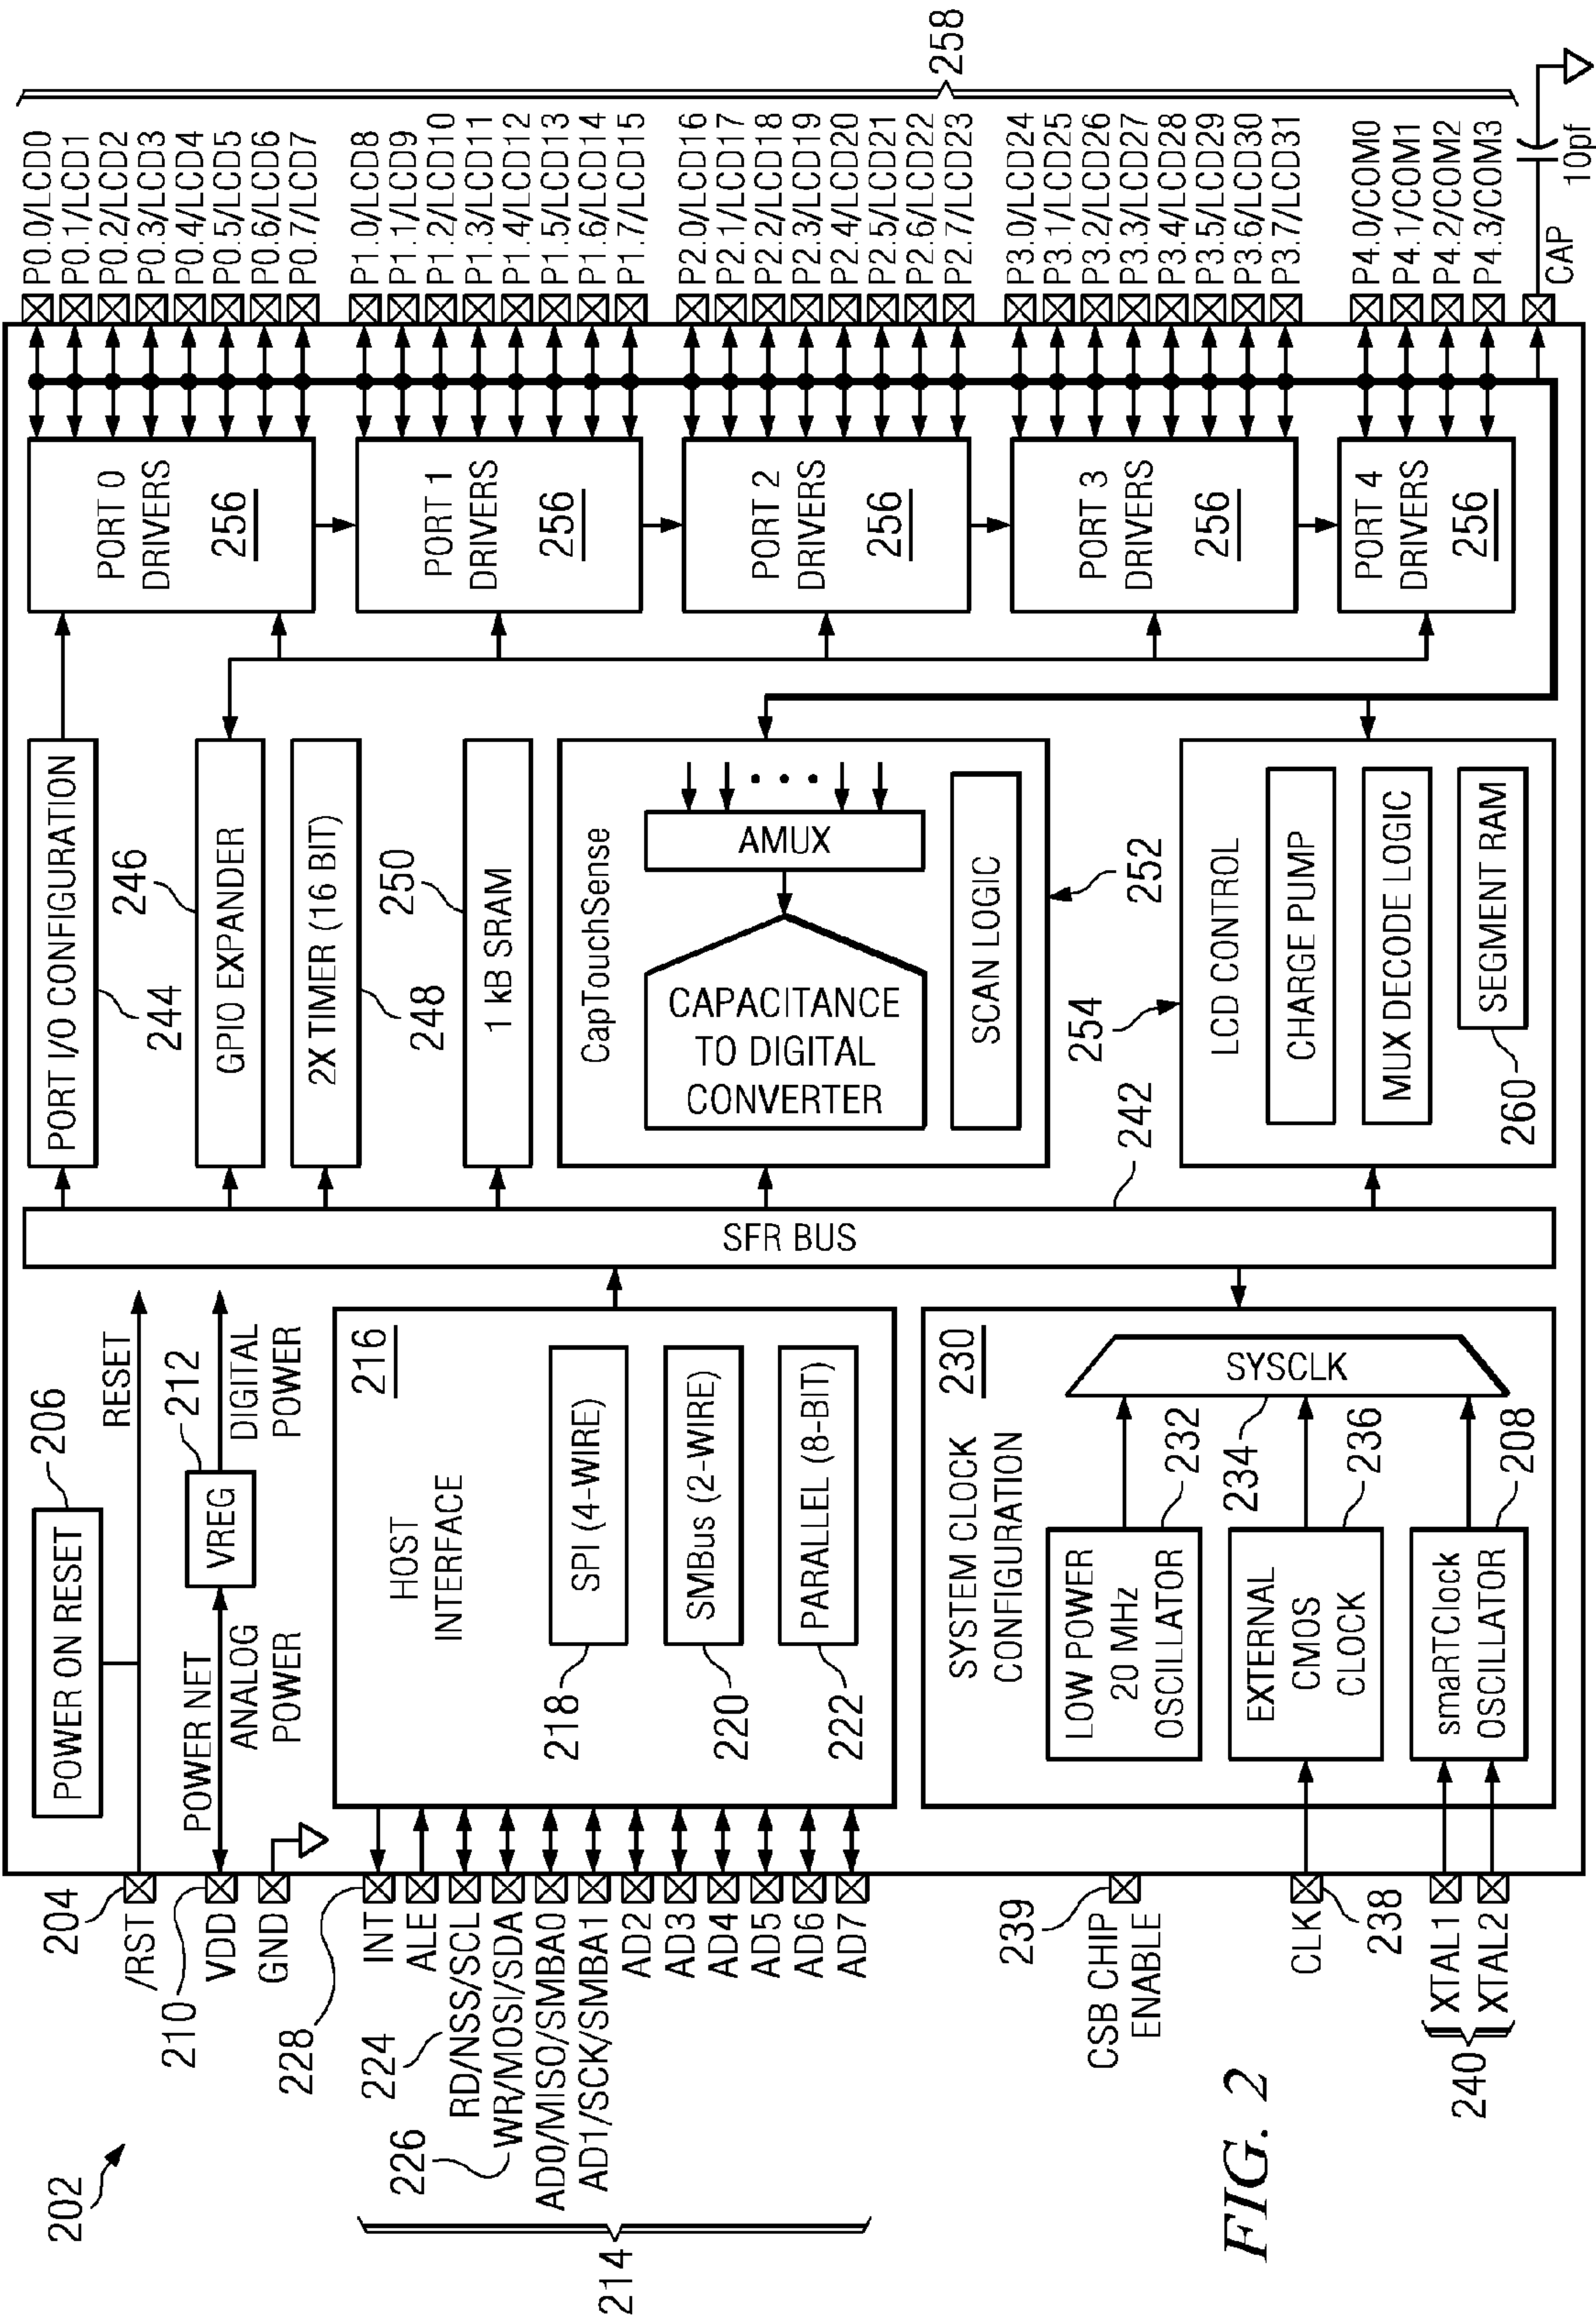 202
204
/RST
210
VDD
GND
POWER ON RESET
206
RESET
POWER NET
ANALOG
POWER
VREG
212
DIGITAL
POWER
214
228
INT
ALE
224
RD/NSS/SCL
226
WR/MOSI/SDA
AD0/MISO/SMBA0
AD1/SCK/SMBA1
AD2
AD3
AD4
AD5
AD6
AD7
HOST
INTERFACE
216
218
SPI (4-WIRE)
220
SMBus (2-WIRE)
222
PARALLEL (8-BIT)
239
CSB CHIP
ENABLE
CLK
238
XTAL1
XTAL2
240
SYSTEM CLOCK
CONFIGURATION
230
LOW POWER
20 MHz
OSCILLATOR
232
EXTERNAL
CMOS
CLOCK
236
smaRTClock
OSCILLATOR
208
SYSCLK
234
SFR BUS
242
PORT I/O CONFIGURATION
244
GPIO EXPANDER
246
2X TIMER (16 BIT)
248
1 kB SRAM
250
CapTouchSense
AMUX
CAPACITANCE
TO DIGITAL
CONVERTER
SCAN LOGIC
252
254
LCD CONTROL
CHARGE PUMP
MUX DECODE LOGIC
SEGMENT RAM
260
PORT 0
DRIVERS
256
PORT 1
DRIVERS
256
PORT 2
DRIVERS
256
PORT 3
DRIVERS
256
PORT 4
DRIVERS
256
P0.0/LCD0
P0.1/LCD1
P0.2/LCD2
P0.3/LCD3
P0.4/LCD4
P0.5/LCD5
P0.6/LCD6
P0.7/LCD7
P1.0/LCD8
P1.1/LCD9
P1.2/LCD10
P1.3/LCD11
P1.4/LCD12
P1.5/LCD13
P1.6/LCD14
P1.7/LCD15
P2.0/LCD16
P2.1/LCD17
P2.2/LCD18
P2.3/LCD19
P2.4/LCD20
P2.5/LCD21
P2.6/LCD22
P2.7/LCD23
P3.0/LCD24
P3.1/LCD25
P3.2/LCD26
P3.3/LCD27
P3.4/LCD28
P3.5/LCD29
P3.6/LCD30
P3.7/LCD31
P4.0/COM0
P4.1/COM1
P4.2/COM2
P4.3/COM3
CAP
10pf
258
FIG. 2